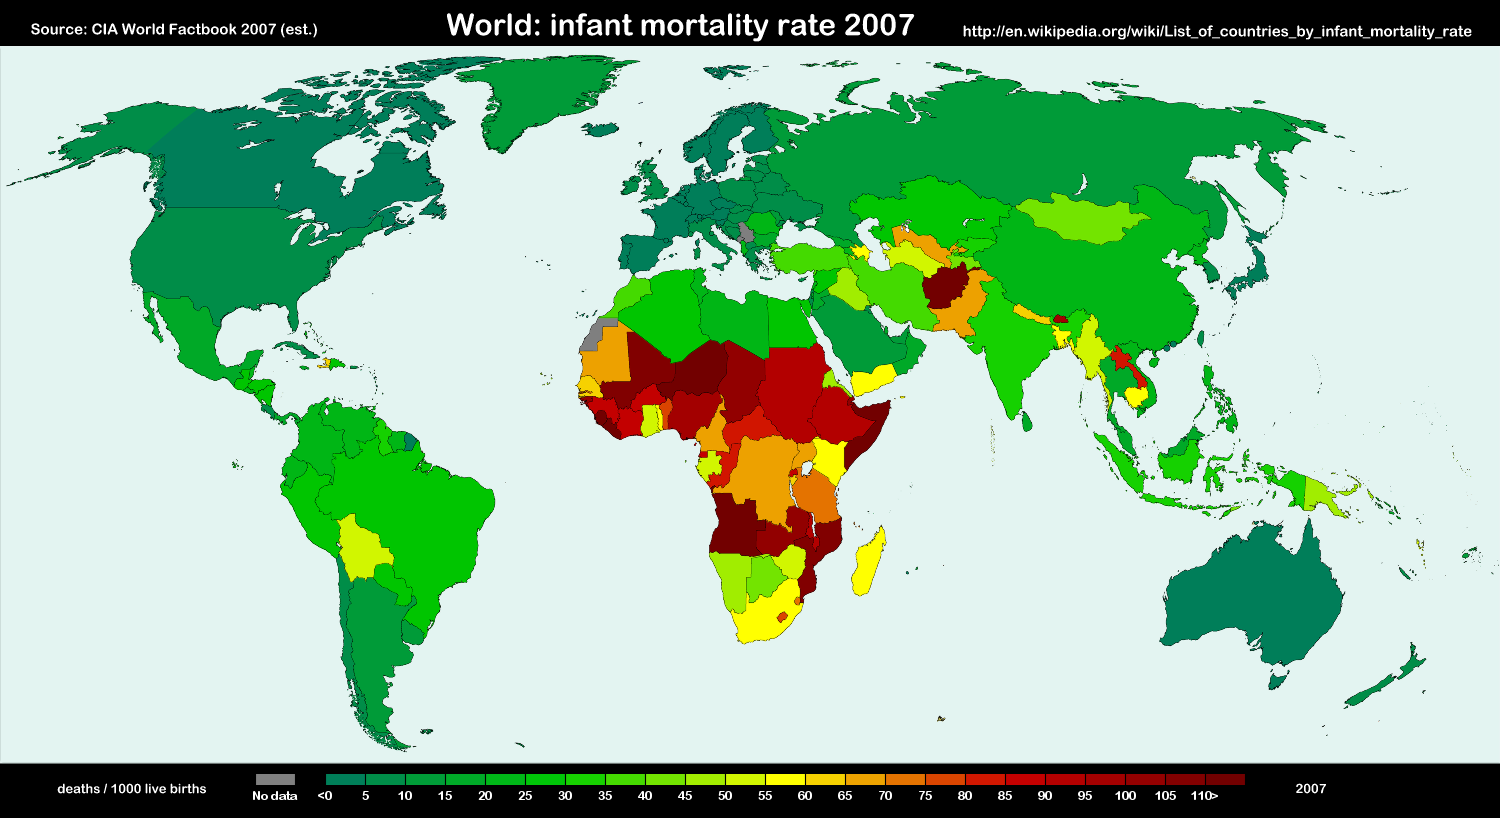 Source: CIA World Factbook 2007 (est.)
World: infant mortality rate 2007
http://en.wikipedia.org/wiki/List_of_countries_by_infant_mortality_rate
deaths / 1000 live births
No data
<0 5 10 15 20 25 30 35 40 45 50 55 60 65 70 75 80 85 90 95 100 105 110>
2007